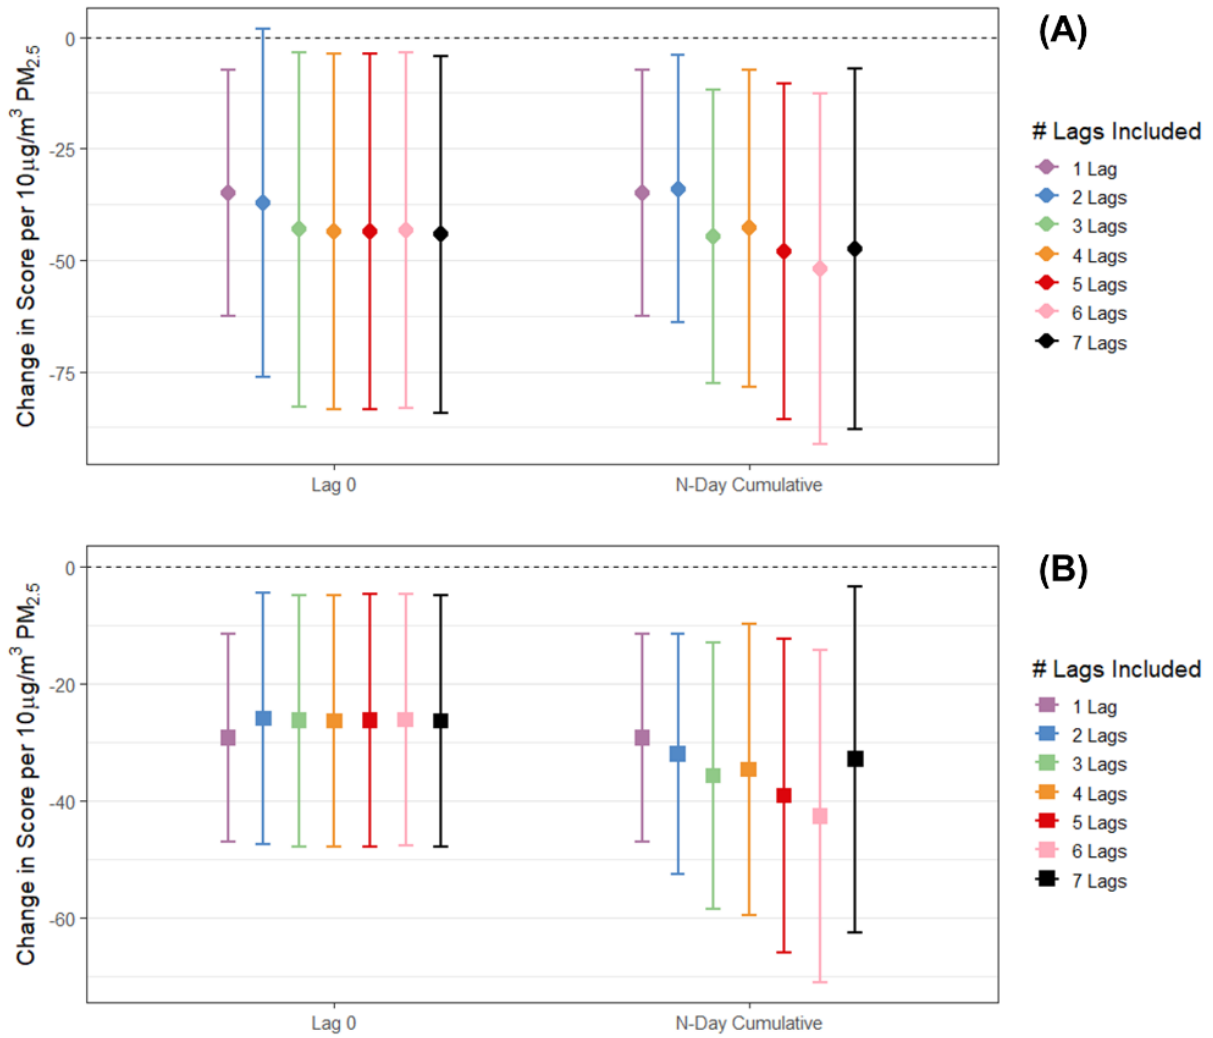 (A)
Change in Score per 10μg/m³ PM₂.₅
0
-25
-50
-75
Lag 0
N-Day Cumulative
# Lags Included
1 Lag
2 Lags
3 Lags
4 Lags
5 Lags
6 Lags
7 Lags
(B)
Change in Score per 10μg/m³ PM₂.₅
0
-20
-40
-60
Lag 0
N-Day Cumulative
# Lags Included
1 Lag
2 Lags
3 Lags
4 Lags
5 Lags
6 Lags
7 Lags